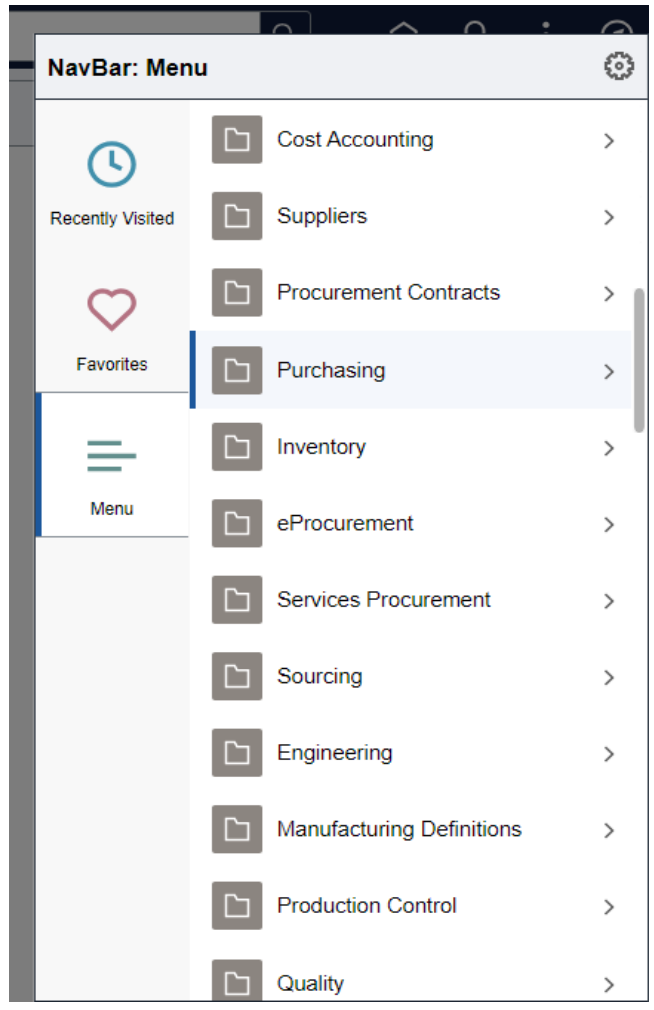 NavBar: Menu
Recently Visited
Favorites
Menu
Cost Accounting
Suppliers
Procurement Contracts
Purchasing
Inventory
eProcurement
Services Procurement
Sourcing
Engineering
Manufacturing Definitions
Production Control
Quality